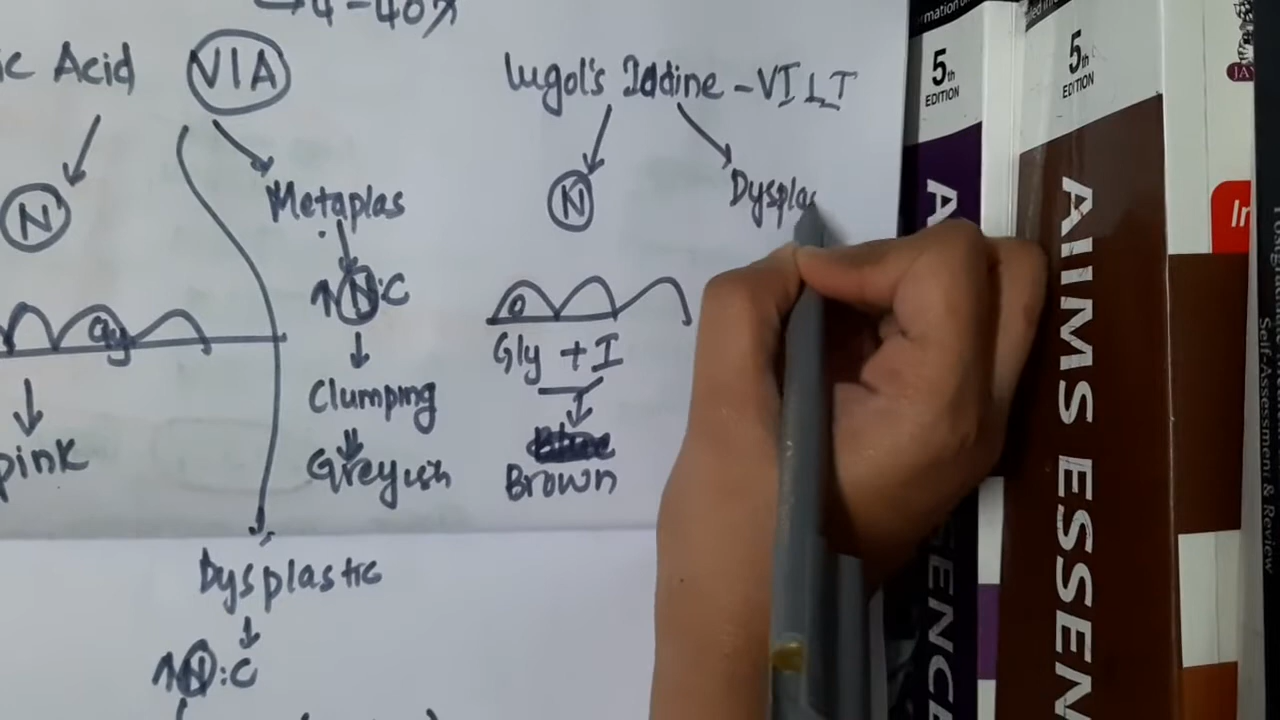 4-40%
ic Acid
VIA
N
Gly
pink
Metaplas
↑N:C
Clumping
Greyish
Dysplastic
↑N:C
Lugol's Iodine - VILT
N
Gly + I
Brown
Dysplas
5th
EDITION
ENCE
5th
EDITION
AIIMS ESSEN
Self-Assessment & Review